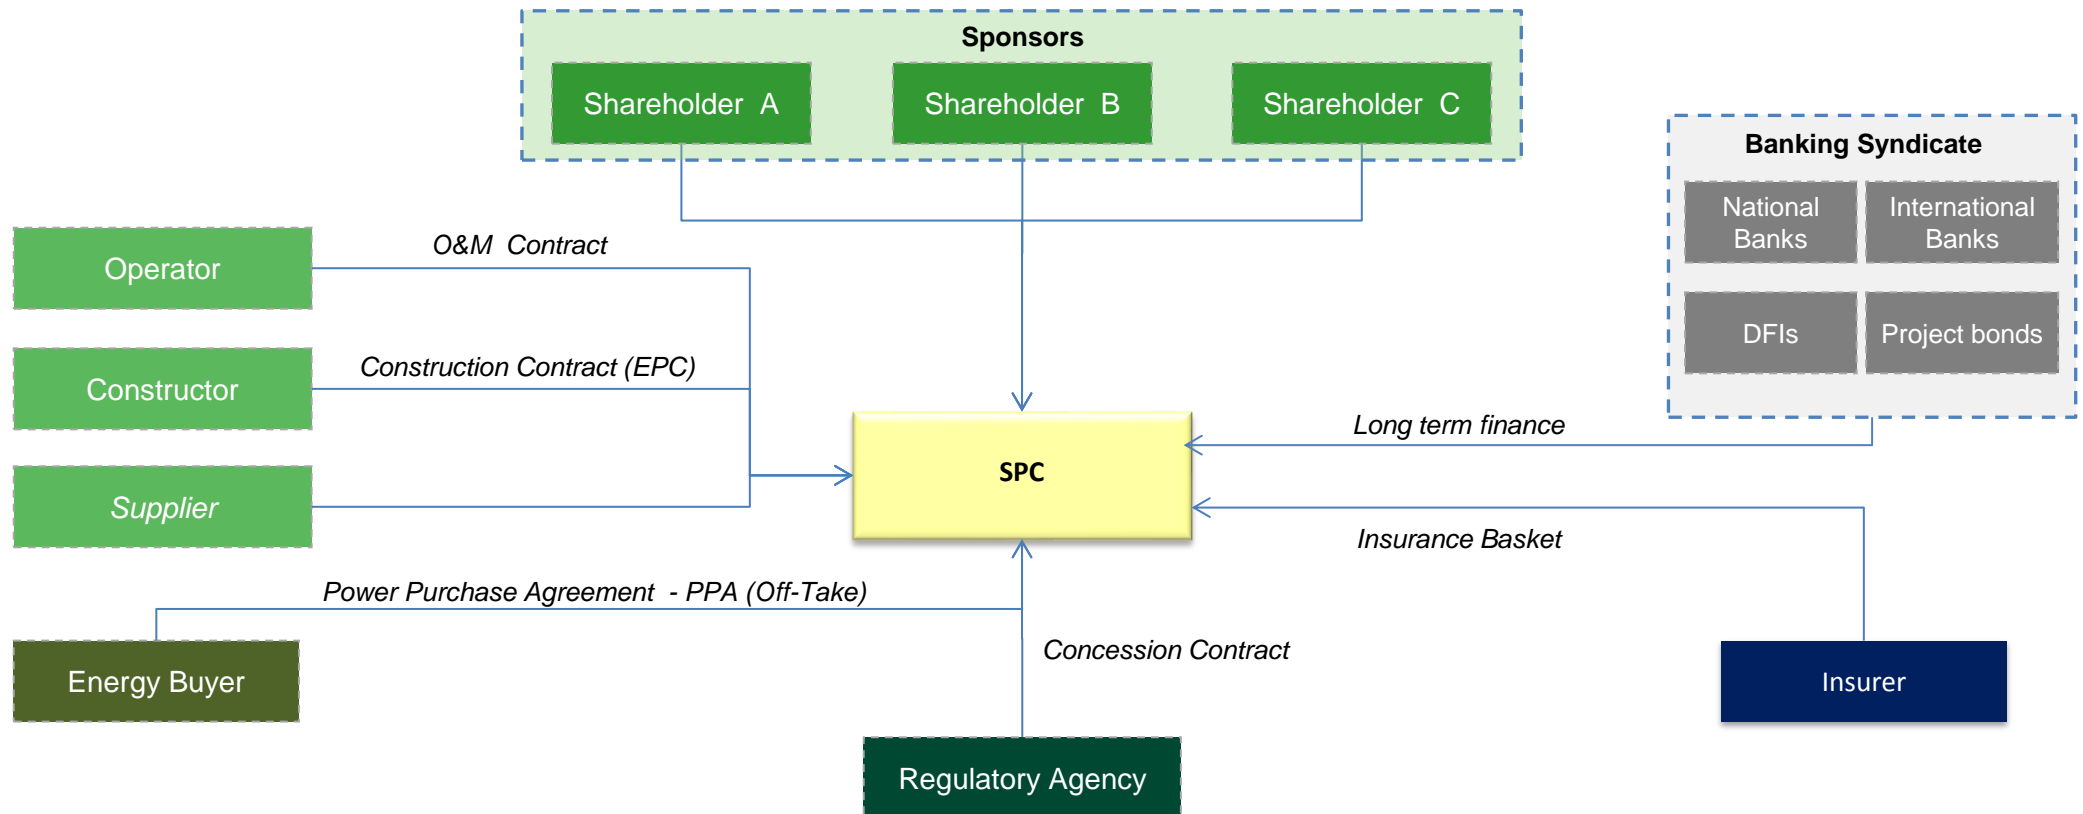 Sponsors
Shareholder A
Shareholder B
Shareholder C
Banking Syndicate
National
Banks
International
Banks
DFIs
Project bonds
Operator
O&M Contract
Constructor
Construction Contract (EPC)
Supplier
SPC
Long term finance
Insurance Basket
Power Purchase Agreement - PPA (Off-Take)
Energy Buyer
Concession Contract
Insurer
Regulatory Agency